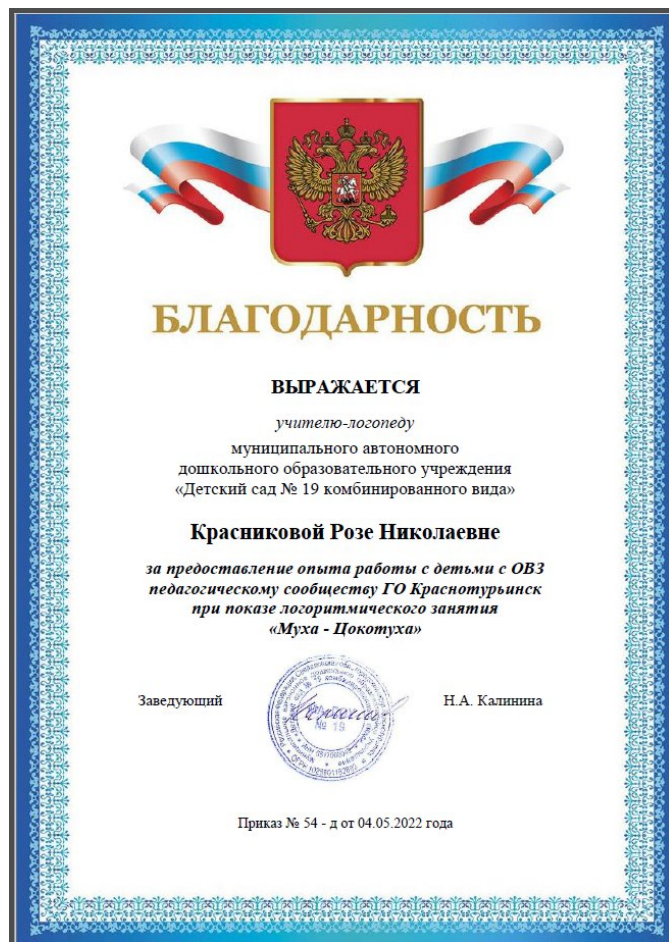 БЛАГОДАРНОСТЬ
ВЫРАЖАЕТСЯ
учителю-логопеду
муниципального автономного
дошкольного образовательного учреждения
«Детский сад № 19 комбинированного вида»
Красниковой Розе Николаевне
за предоставление опыта работы с детьми с ОВЗ
педагогическому сообществу ГО Краснотурьинск
при показе логоритмического занятия
«Муха - Цокотуха»
Заведующий
№ 19
Н.А. Калинина
Приказ № 54 - д от 04.05.2022 года